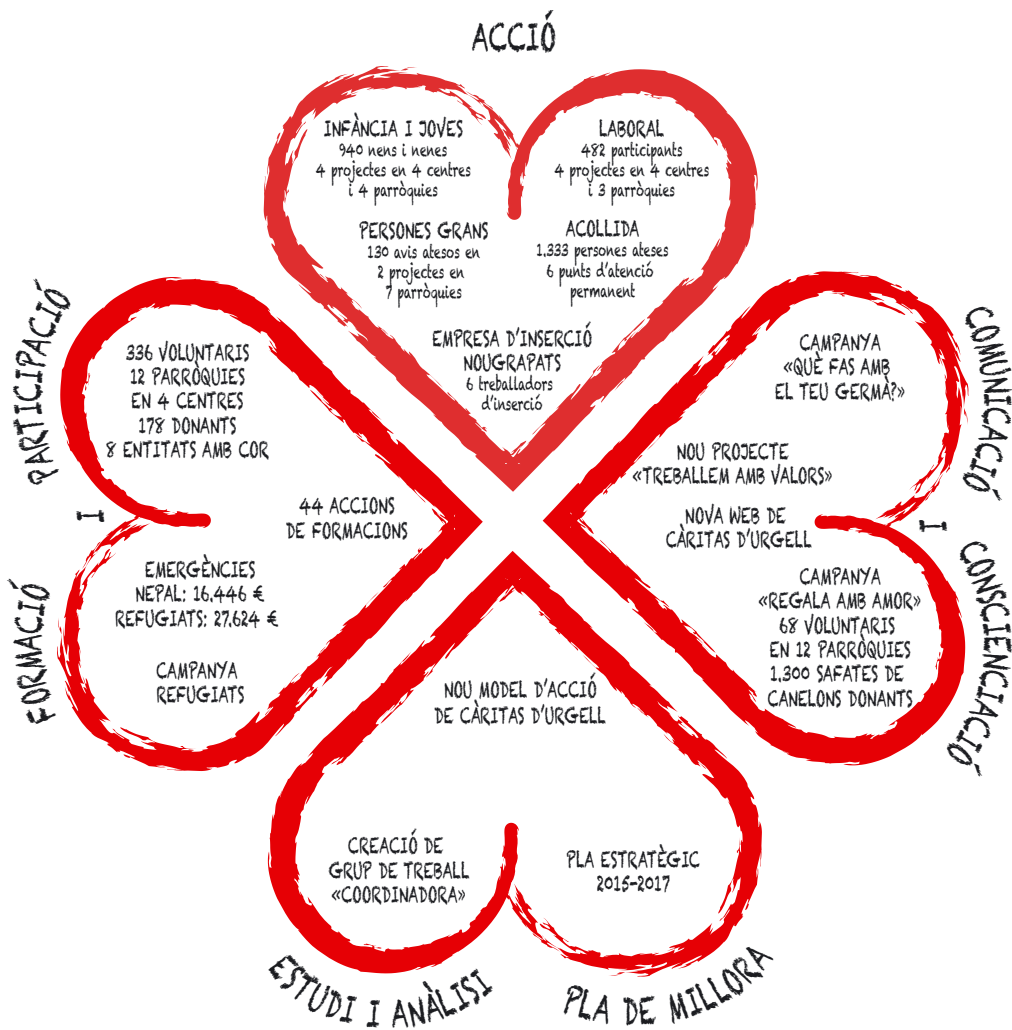 ACCIÓ
INFÀNCIA I JOVES
940 nens i nenes
4 projectes en 4 centres
i 4 parròquies
LABORAL
482 participants
4 projectes en 4 centres
i 3 parròquies
PERSONES GRANS
130 avis atesos en
2 projectes en
7 parròquies
ACOLLIDA
1.333 persones ateses
6 punts d'atenció
permanent
EMPRESA D'INSERCIÓ
NOUGRAPATS
6 treballadors
d'inserció
PARTICIPACIÓ
I
FORMACIÓ
336 VOLUNTARIS
12 PARRÒQUIES
EN 4 CENTRES
178 DONANTS
8 ENTITATS AMB COR
44 ACCIONS
DE FORMACIONS
EMERGÈNCIES
NEPAL: 16.446 €
REFUGIATS: 27.624 €
CAMPANYA
REFUGIATS
COMUNICACIÓ
I
CONSCIENCIACIÓ
CAMPANYA
«QUÈ FAS AMB
EL TEU GERMÀ?»
NOU PROJECTE
«TREBALLEM AMB VALORS»
NOVA WEB DE
CÀRITAS D'URGELL
CAMPANYA
«REGALA AMB AMOR»
68 VOLUNTARIS
EN 12 PARRÒQUIES
1.300 SAFATES DE
CANELONS DONANTS
NOU MODEL D'ACCIÓ
DE CÀRITAS D'URGELL
CREACIÓ DE
GRUP DE TREBALL
«COORDINADORA»
PLA ESTRATÈGIC
2015-2017
ESTUDI I ANÀLISI
PLA DE MILLORA